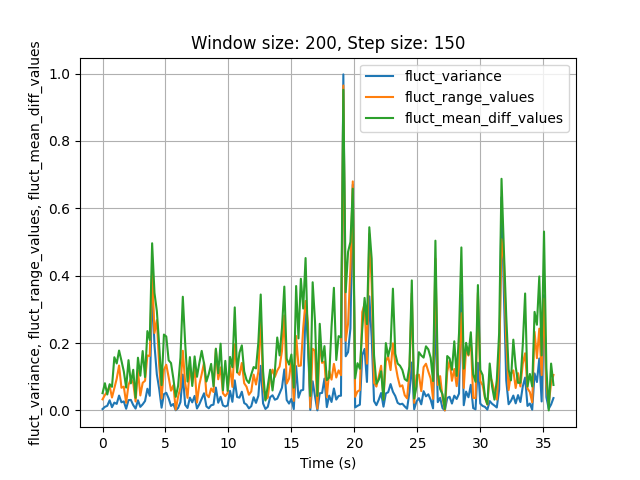 Window size: 200, Step size: 150
fluct_variance, fluct_range_values, fluct_mean_diff_values
1.0
0.8
0.6
0.4
0.2
0.0
fluct_variance
fluct_range_values
fluct_mean_diff_values
0 5 10 15 20 25 30 35
Time (s)